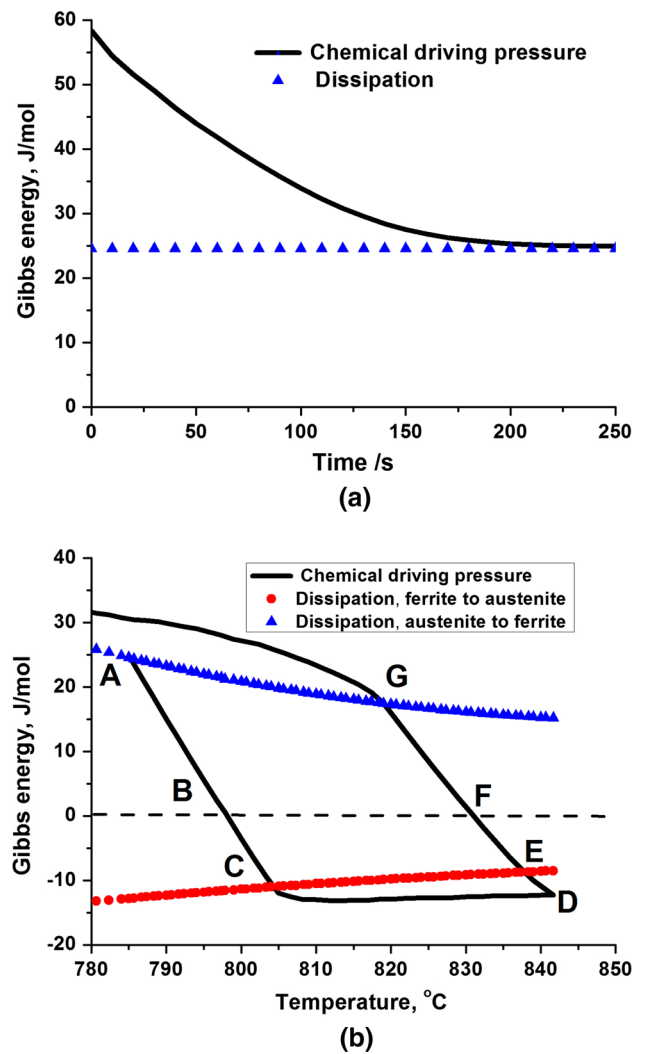 60
50
40
30
20
10
0
Gibbs energy, J/mol
Chemical driving pressure
Dissipation
0 50 100 150 200 250
Time /s
(a)
40
30
20
10
0
-10
-20
Gibbs energy, J/mol
Chemical driving pressure
Dissipation, ferrite to austenite
Dissipation, austenite to ferrite
A
G
B
F
C
E
D
780 790 800 810 820 830 840 850
Temperature, °C
(b)